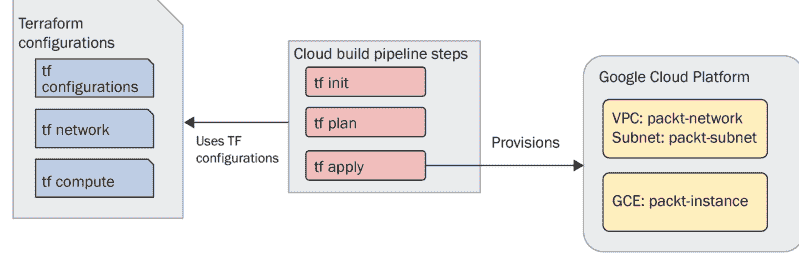 Terraform
configurations
tf
configurations
tf network
tf compute
Uses TF
configurations
Cloud build pipeline steps
tf init
tf plan
tf apply
Provisions
Google Cloud Platform
VPC: packt-network
Subnet: packt-subnet
GCE: packt-instance